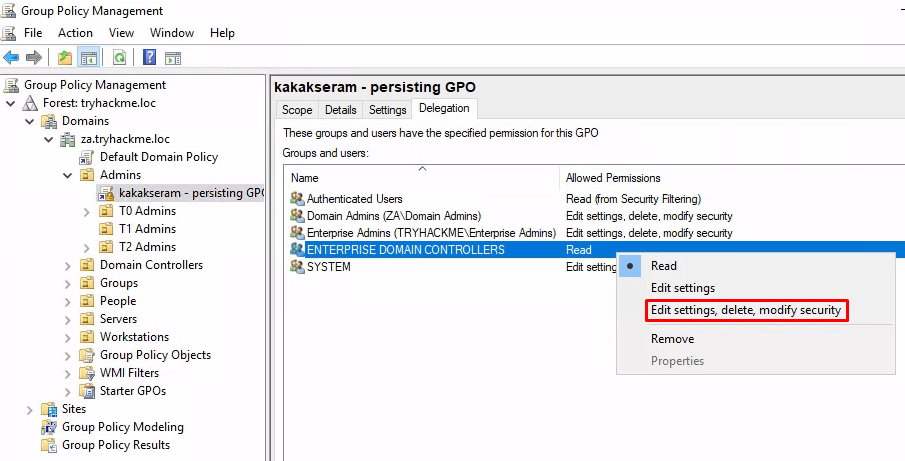 Group Policy Management
File Action View Window Help
Group Policy Management
Forest: tryhackme.loc
Domains
za.tryhackme.loc
Default Domain Policy
Admins
kakakseram - persisting GPO
T0 Admins
T1 Admins
T2 Admins
Domain Controllers
Groups
People
Servers
Workstations
Group Policy Objects
WMI Filters
Starter GPOs
Sites
Group Policy Modeling
Group Policy Results
kakakseram - persisting GPO
Scope Details Settings Delegation
These groups and users have the specified permission for this GPO
Groups and users:
Name Allowed Permissions
Authenticated Users Read (from Security Filtering)
Domain Admins (ZA\Domain Admins) Edit settings, delete, modify security
Enterprise Admins (TRYHACKME\Enterprise Admins) Edit settings, delete, modify security
ENTERPRISE DOMAIN CONTROLLERS Read
SYSTEM Edit setting
Read
Edit settings
Edit settings, delete, modify security
Remove
Properties